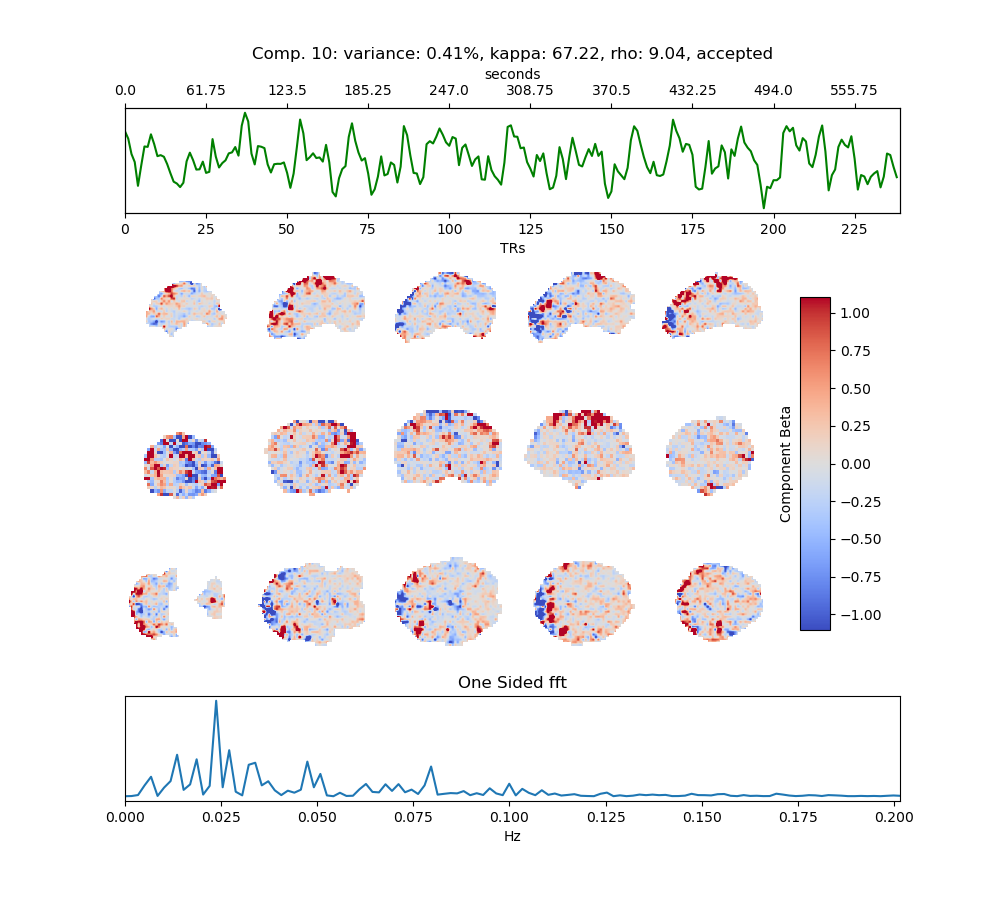 Comp. 10: variance: 0.41%, kappa: 67.22, rho: 9.04, accepted
seconds
0.0 61.75 123.5 185.25 247.0 308.75 370.5 432.25 494.0 555.75
0 25 50 75 100 125 150 175 200 225
TRs
1.00
0.75
0.50
0.25
0.00
−0.25
−0.50
−0.75
−1.00
Component Beta
One Sided fft
0.000 0.025 0.050 0.075 0.100 0.125 0.150 0.175 0.200
Hz